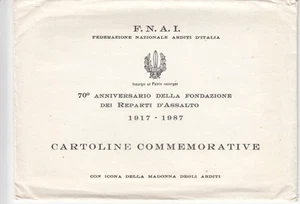 F.N.A.I.
FEDERAZIONE NAZIONALE ARDITI D'ITALIA
70° ANNIVERSARIO DELLA FONDAZIONE
DEI REPARTI D'ASSALTO
1917 - 1987
CARTOLINE COMMEMORATIVE
CON ICONA DELLA MADONNA DEGLI ARDITI